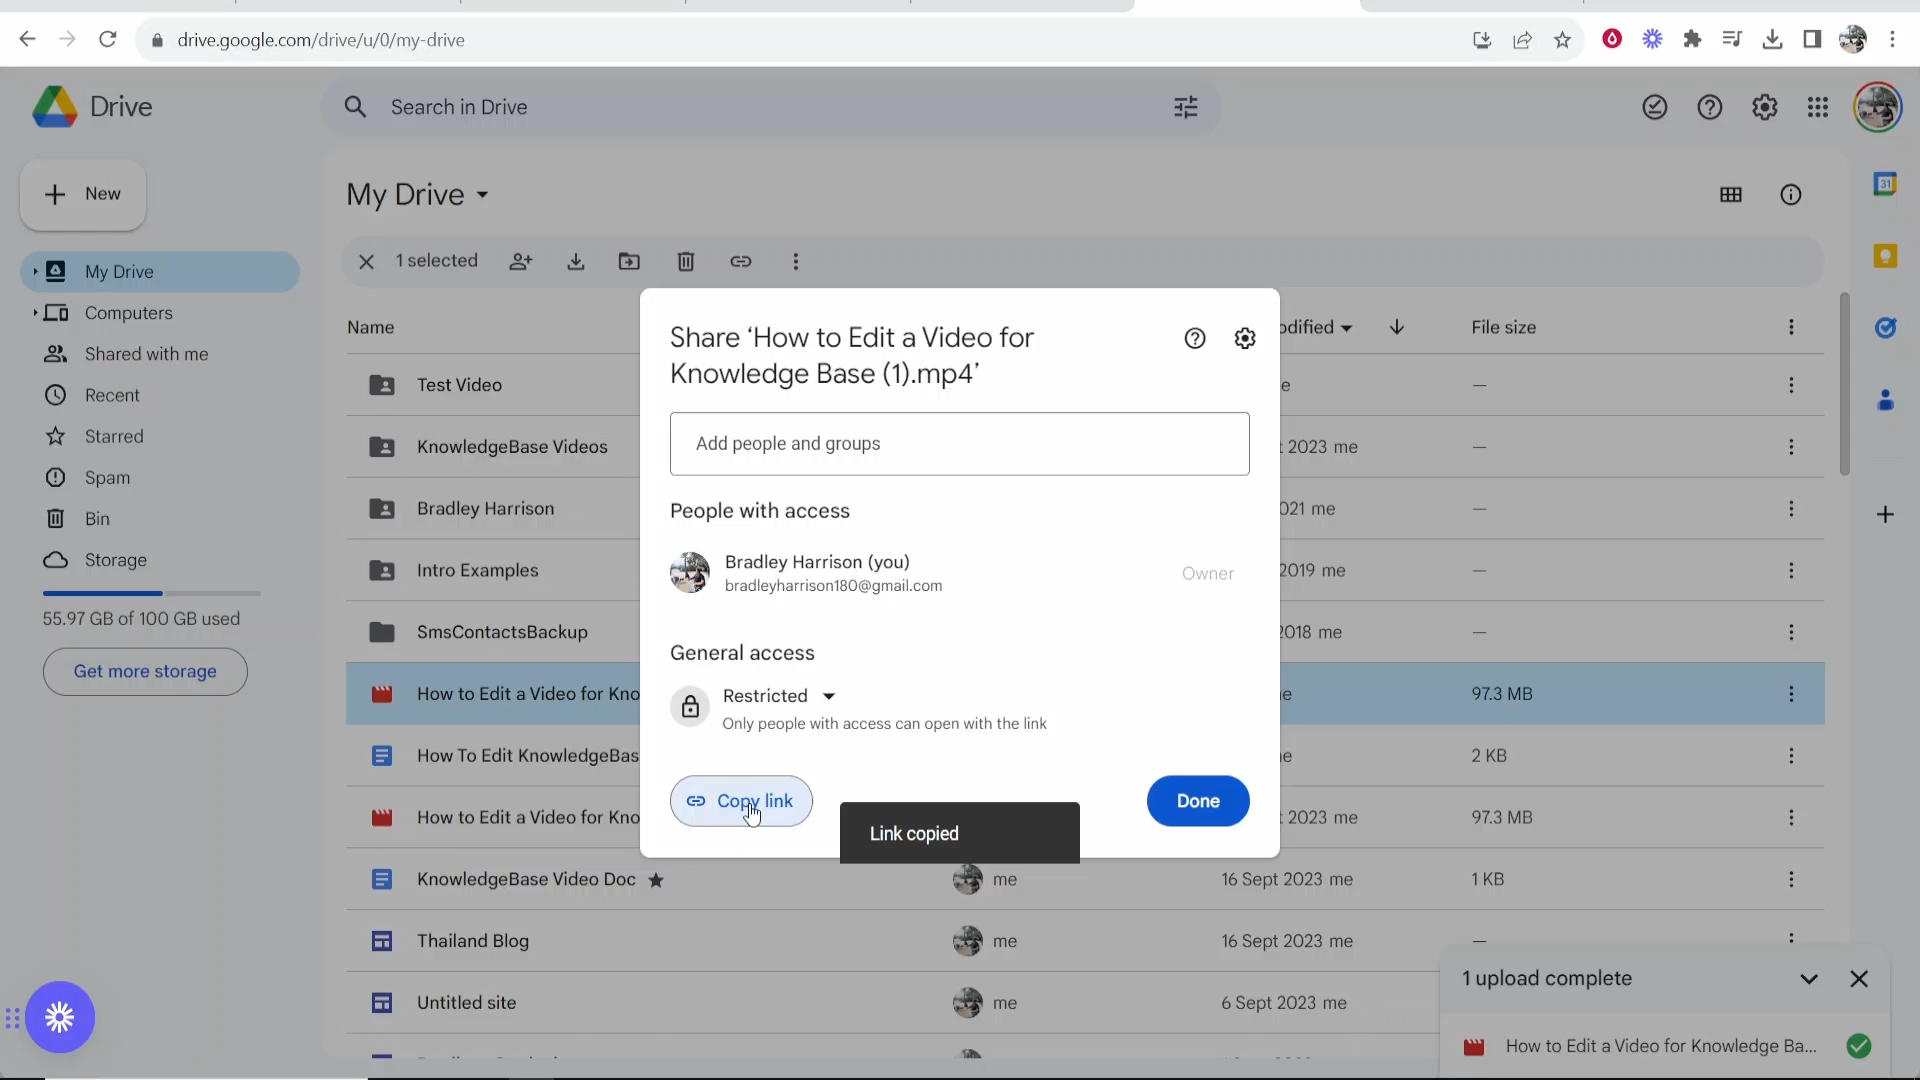 drive.google.com/drive/u/0/my-drive
Drive
Search in Drive
New
My Drive
1 selected
My Drive
Computers
Shared with me
Recent
Starred
Spam
Bin
Storage
55.97 GB of 100 GB used
Get more storage
Name
odified
File size
Test Video
e
—
KnowledgeBase Videos
2023 me
—
Bradley Harrison
021 me
—
Intro Examples
2019 me
—
SmsContactsBackup
2018 me
—
How to Edit a Video for Kno
97.3 MB
How To Edit KnowledgeBas
2 KB
How to Edit a Video for Kno
2023 me
97.3 MB
KnowledgeBase Video Doc
me
16 Sept 2023 me
1 KB
Thailand Blog
me
16 Sept 2023 me
—
Untitled site
me
6 Sept 2023 me
Share ‘How to Edit a Video for
Knowledge Base (1).mp4’
Add people and groups
People with access
Bradley Harrison (you)
bradleyharrison180@gmail.com
Owner
General access
Restricted
Only people with access can open with the link
Copy link
Done
Link copied
1 upload complete
How to Edit a Video for Knowledge Ba...
31